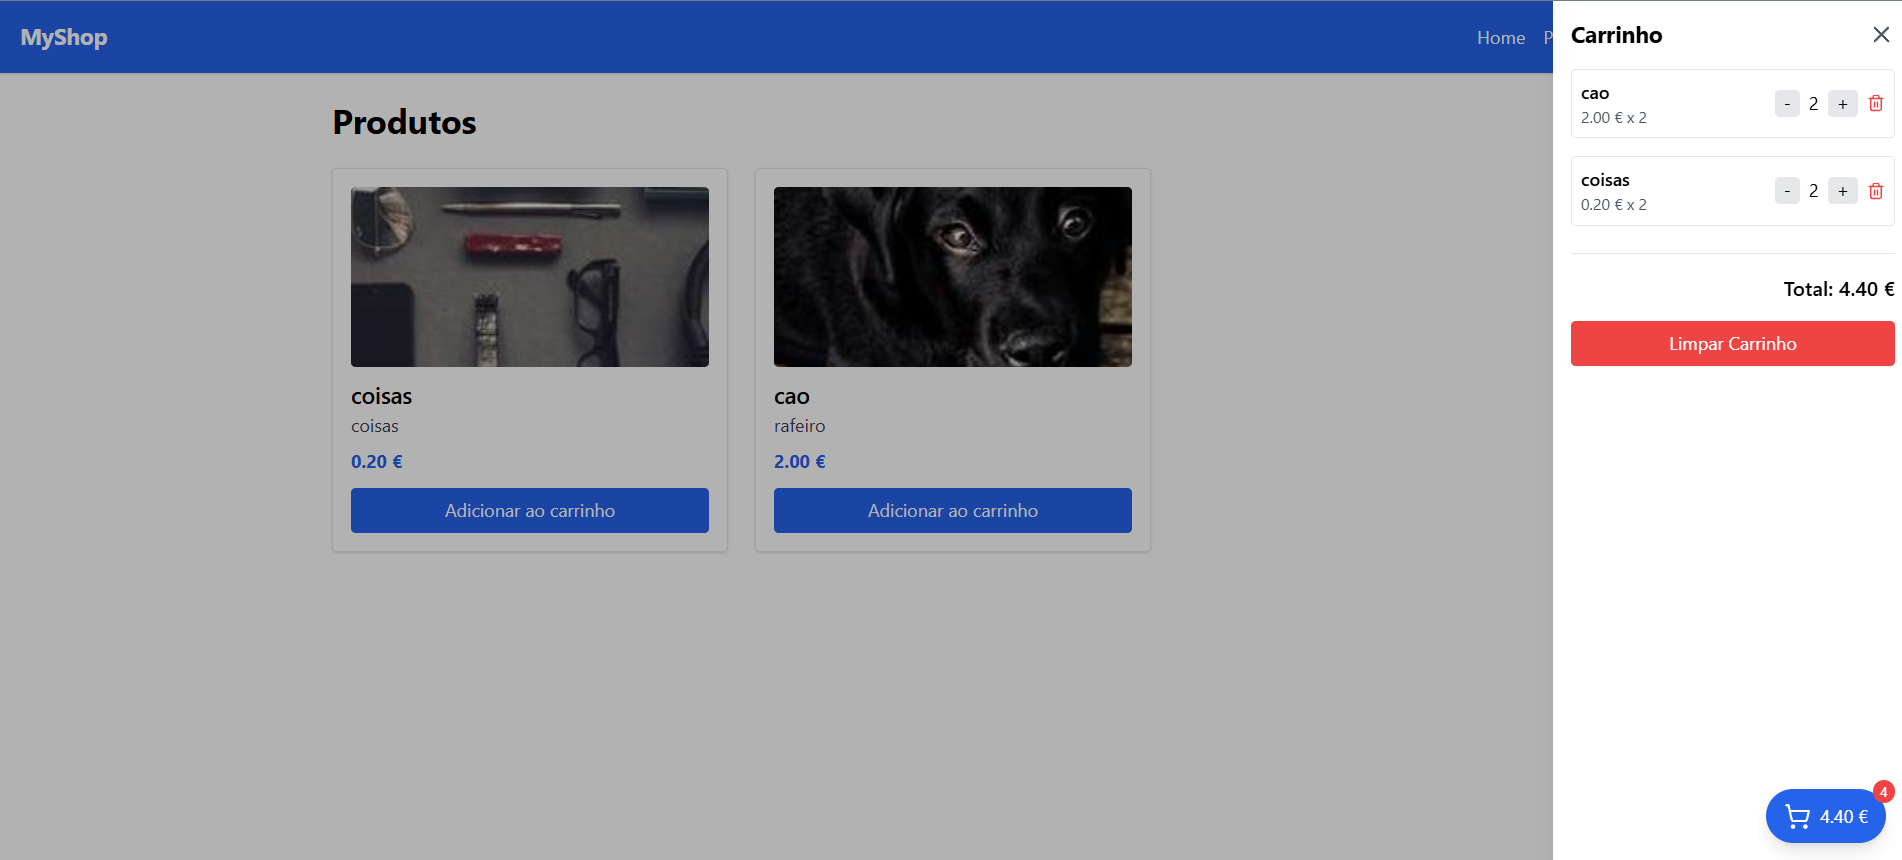 MyShop
Home P
Produtos
coisas
coisas
0.20 €
Adicionar ao carrinho
cao
rafeiro
2.00 €
Adicionar ao carrinho
Carrinho
cao
2.00 € x 2
- 2 +
coisas
0.20 € x 2
- 2 +
Total: 4.40 €
Limpar Carrinho
4
4.40 €